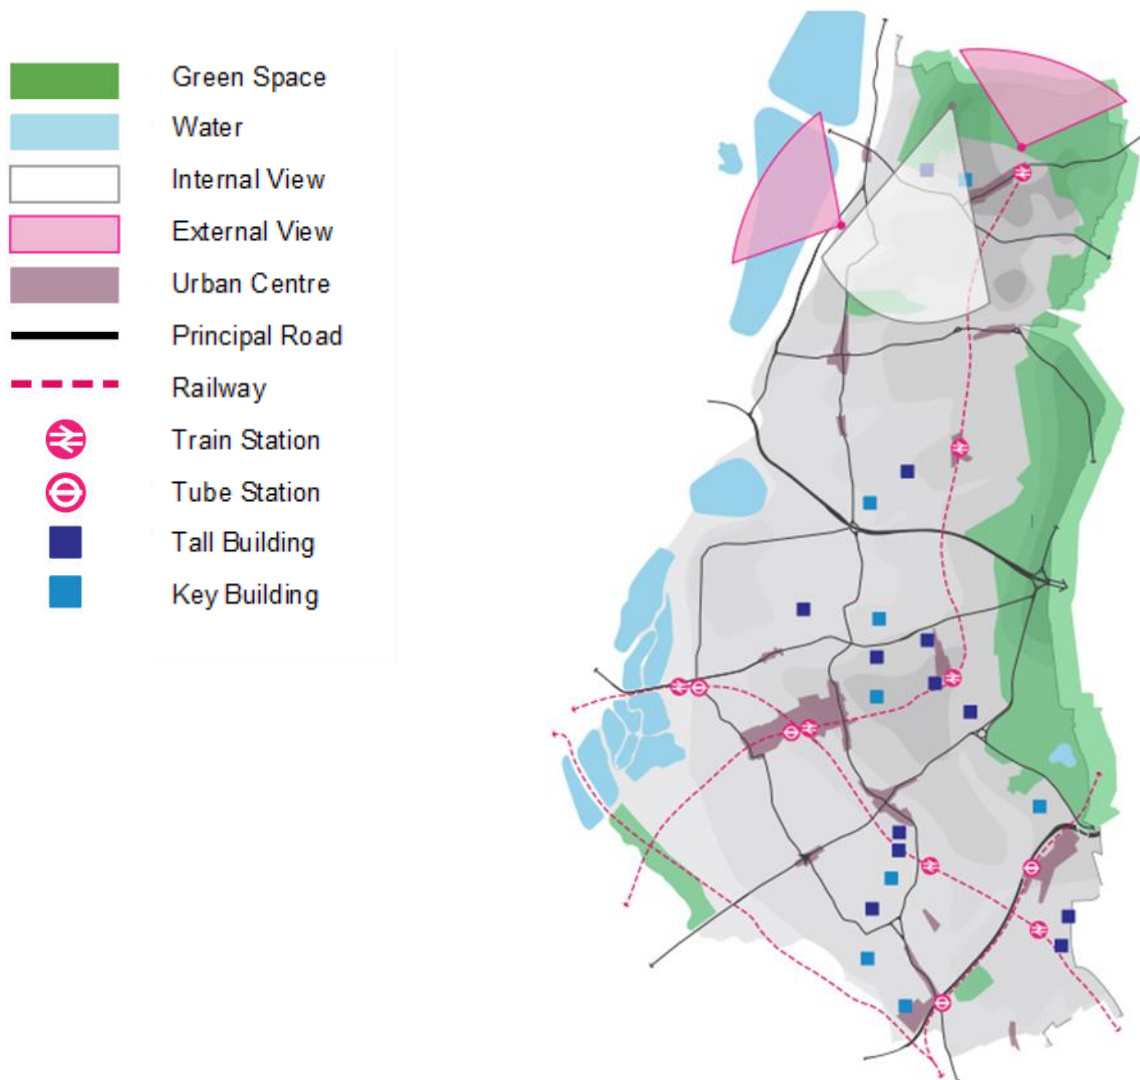 Green Space
Water
Internal View
External View
Urban Centre
Principal Road
Railway
Train Station
Tube Station
Tall Building
Key Building